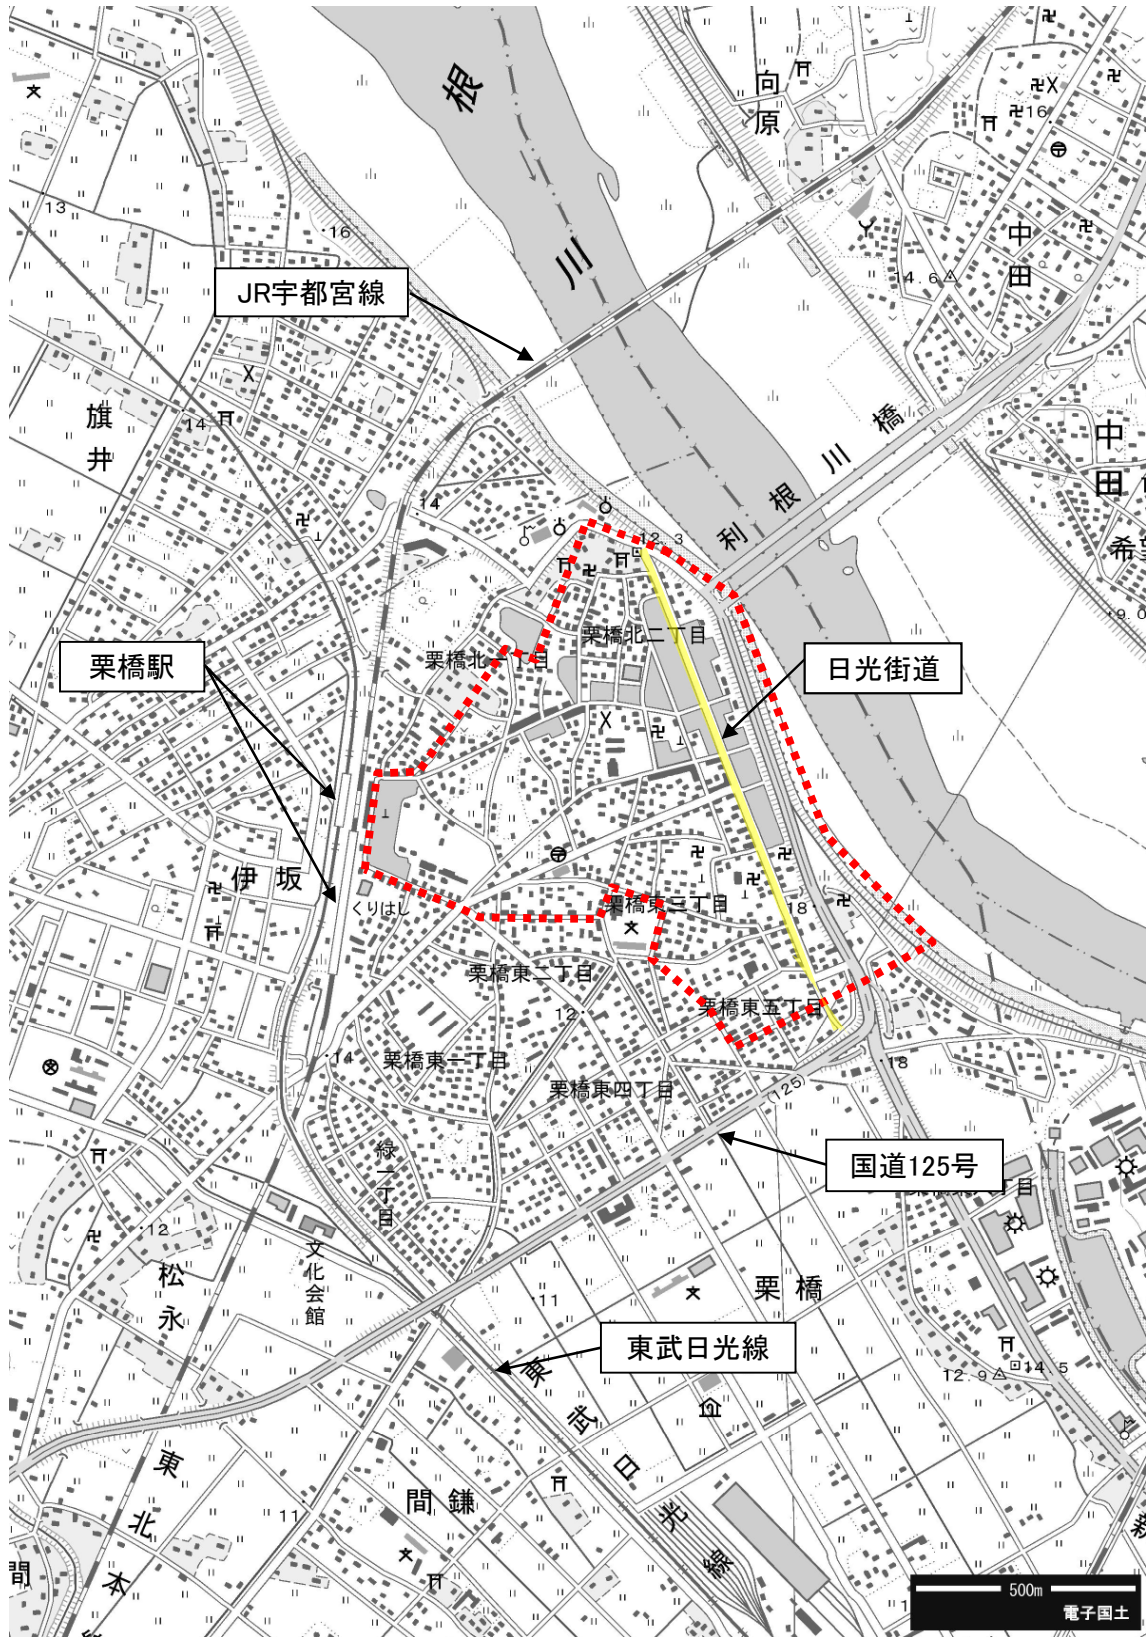 根
川
向原
16
中田
14.6
13
16
JR宇都宮線
旗井
14
14
利根川橋
中田
希
9.0
12.3
栗橋北二丁目
栗橋北一丁目
栗橋駅
日光街道
伊坂
くりはし
栗橋東三丁目
18
栗橋東二丁目
栗橋東五丁目
12
14
栗橋東一丁目
栗橋東四丁目
125
18
国道125号
緑一丁目
12
松永
文化会館
栗橋
11
東武日光線
14.5
12.9
東武日光線
間鎌
11
東北本
間
500m
電子国土